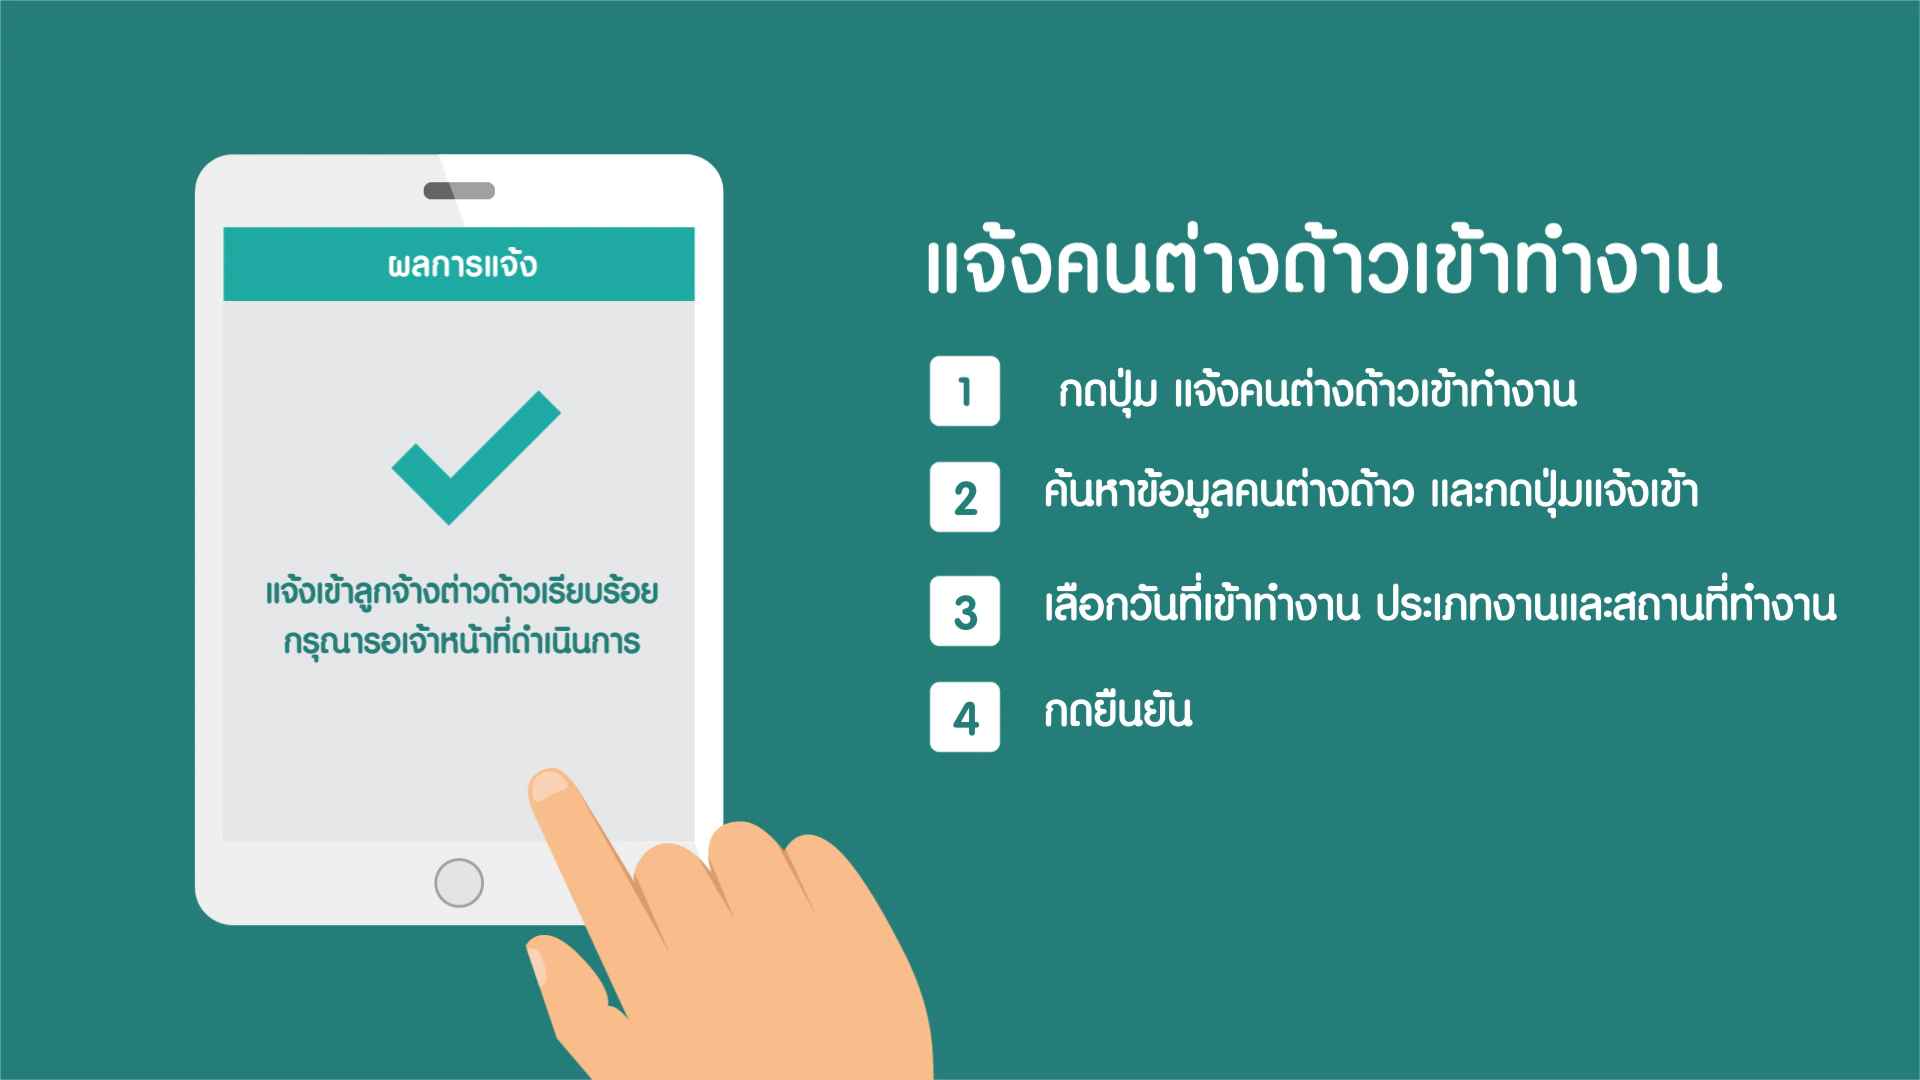 ผลการแจ้ง
แจ้งเข้าลูกจ้างต่าวด้าวเรียบร้อย
กรุณารอเจ้าหน้าที่ดำเนินการ
แจ้งคนต่างด้าวเข้าทำงาน
1 กดปุ่ม แจ้งคนต่างด้าวเข้าทำงาน
2 ค้นหาข้อมูลคนต่างด้าว และกดปุ่มแจ้งเข้า
3 เลือกวันที่เข้าทำงาน ประเภทงานและสถานที่ทำงาน
4 กดยืนยัน